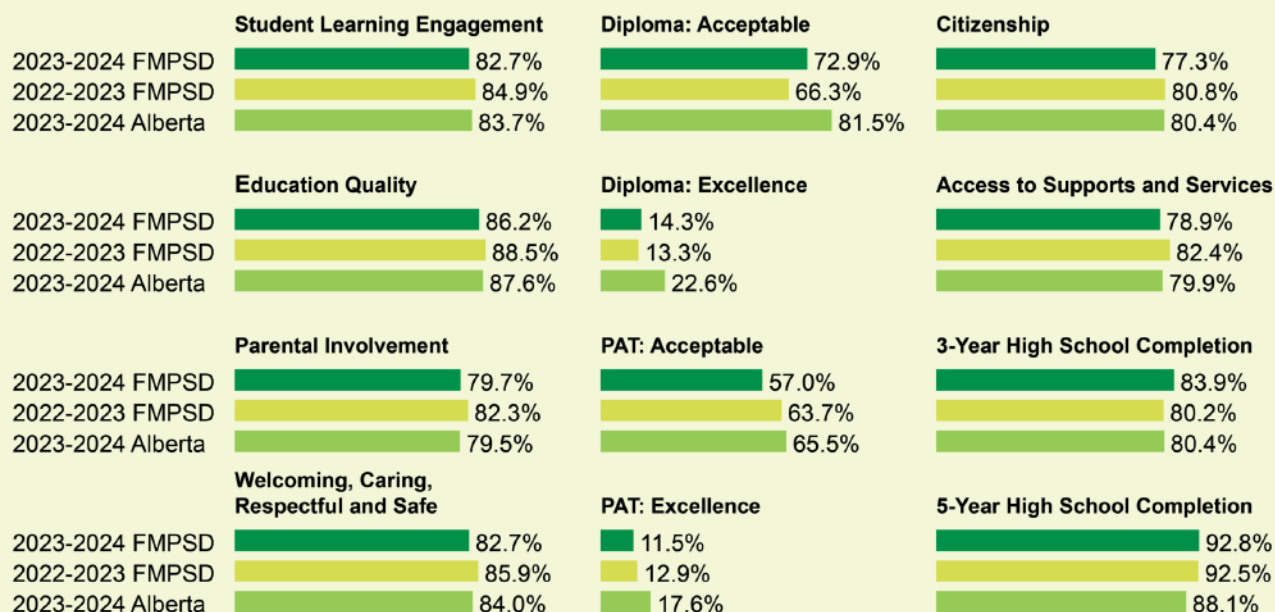 Student Learning Engagement Diploma: Acceptable Citizenship
2023-2024 FMPSD 82.7% 72.9% 77.3%
2022-2023 FMPSD 84.9% 66.3% 80.8%
2023-2024 Alberta 83.7% 81.5% 80.4%
Education Quality Diploma: Excellence Access to Supports and Services
2023-2024 FMPSD 86.2% 14.3% 78.9%
2022-2023 FMPSD 88.5% 13.3% 82.4%
2023-2024 Alberta 87.6% 22.6% 79.9%
Parental Involvement PAT: Acceptable 3-Year High School Completion
2023-2024 FMPSD 79.7% 57.0% 83.9%
2022-2023 FMPSD 82.3% 63.7% 80.2%
2023-2024 Alberta 79.5% 65.5% 80.4%
Welcoming, Caring,
Respectful and Safe PAT: Excellence 5-Year High School Completion
2023-2024 FMPSD 82.7% 11.5% 92.8%
2022-2023 FMPSD 85.9% 12.9% 92.5%
2023-2024 Alberta 84.0% 17.6% 88.1%